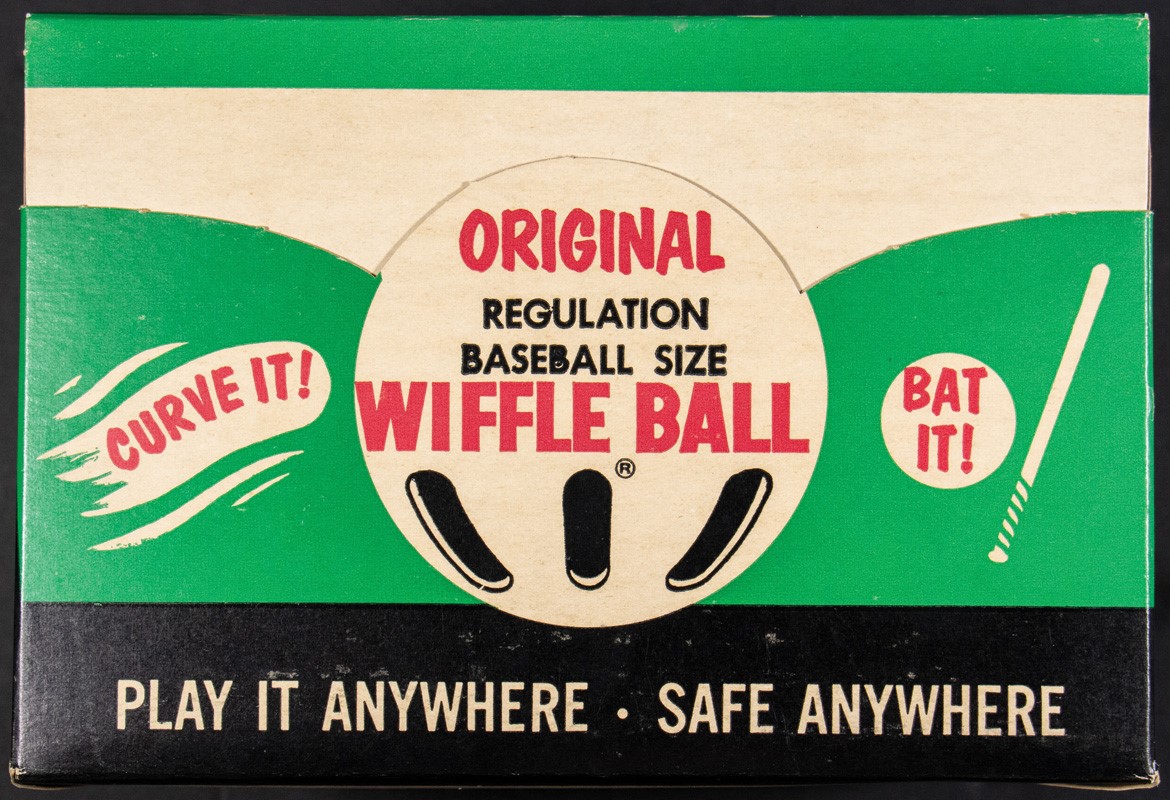 ORIGINAL
REGULATION
BASEBALL SIZE
WIFFLE BALL
®
CURVE IT!
BAT
IT!
PLAY IT ANYWHERE · SAFE ANYWHERE